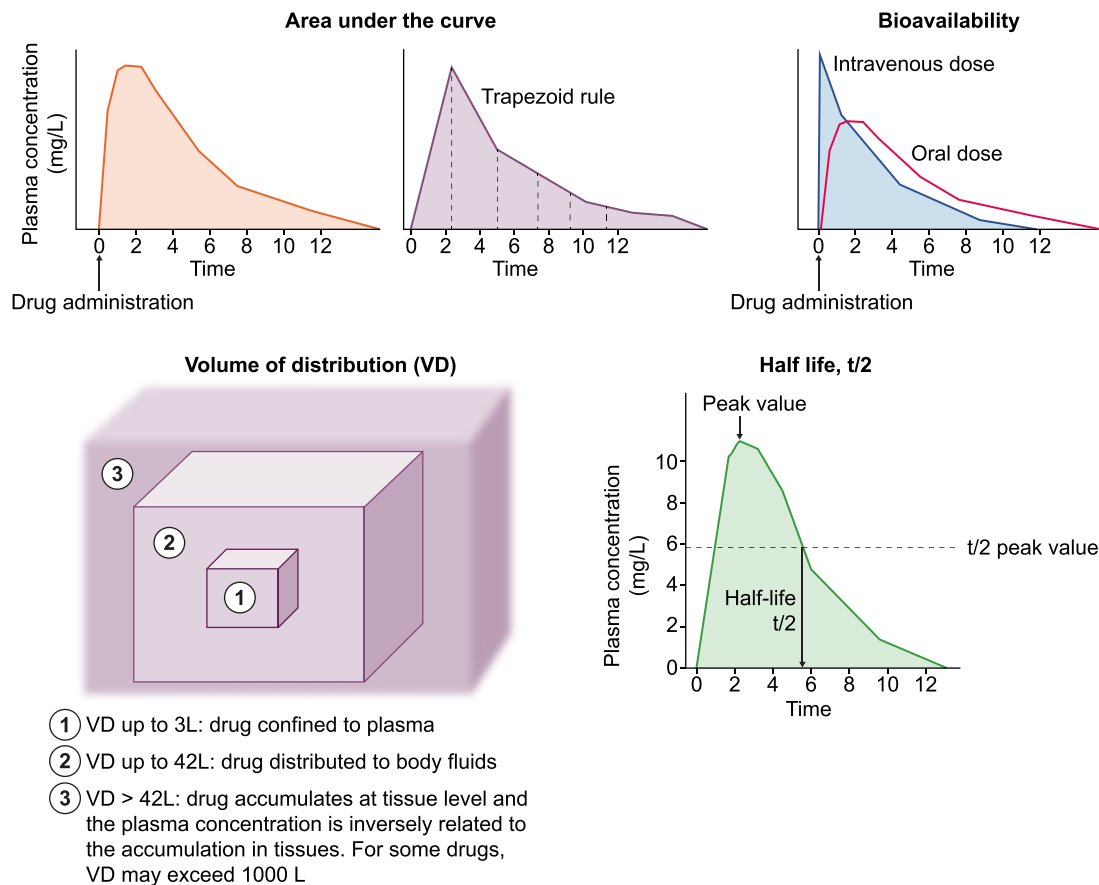 Area under the curve
Plasma concentration
(mg/L)
0 2 4 6 8 10 12
Time
Drug administration
Trapezoid rule
0 2 4 6 8 10 12
Time
Bioavailability
Intravenous dose
Oral dose
0 2 4 6 8 10 12
Time
Drug administration
Volume of distribution (VD)
3
2
1
1 VD up to 3L: drug confined to plasma
2 VD up to 42L: drug distributed to body fluids
3 VD > 42L: drug accumulates at tissue level and
the plasma concentration is inversely related to
the accumulation in tissues. For some drugs,
VD may exceed 1000 L
Half life, t/2
Peak value
Plasma concentration
(mg/L)
10
8
6
4
2
0
t/2 peak value
Half-life
t/2
0 2 4 6 8 10 12
Time